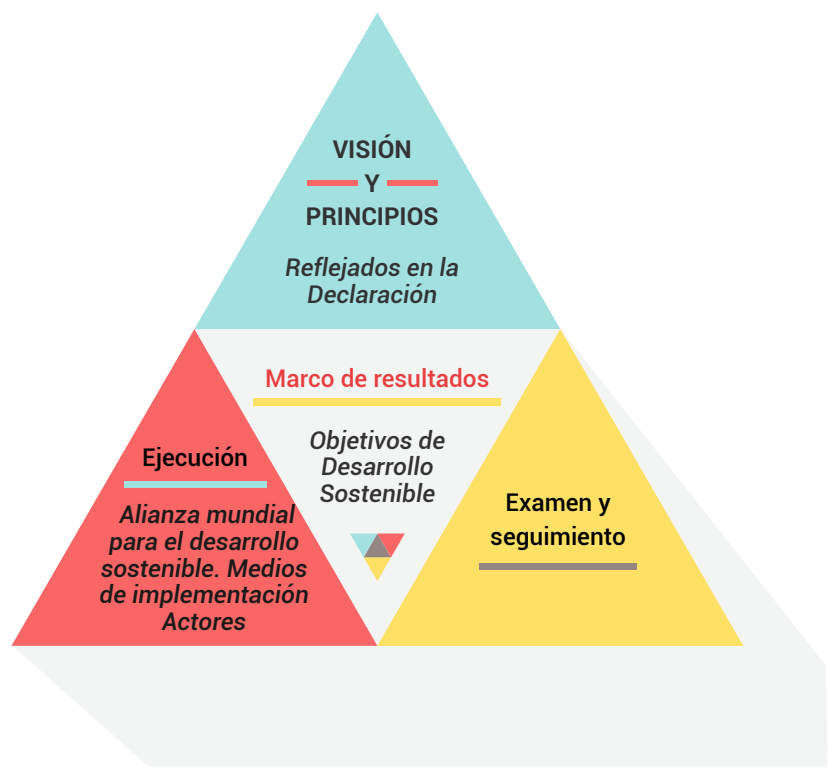 VISIÓN
Y
PRINCIPIOS
Reflejados en la
Declaración
Marco de resultados
Objetivos de
Desarrollo
Sostenible
Ejecución
Alianza mundial
para el desarrollo
sostenible. Medios
de implementación
Actores
Examen y
seguimiento